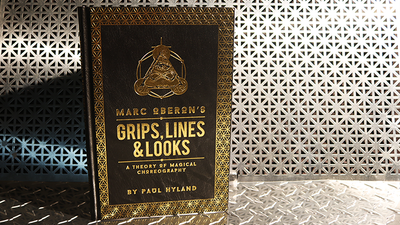 MARC OBERON'S
GRIPS, LINES
& LOOKS
A THEORY OF MAGICAL
CHOREOGRAPHY
BY PAUL HYLAND